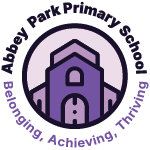 Abbey Park Primary School
Belonging, Achieving, Thriving